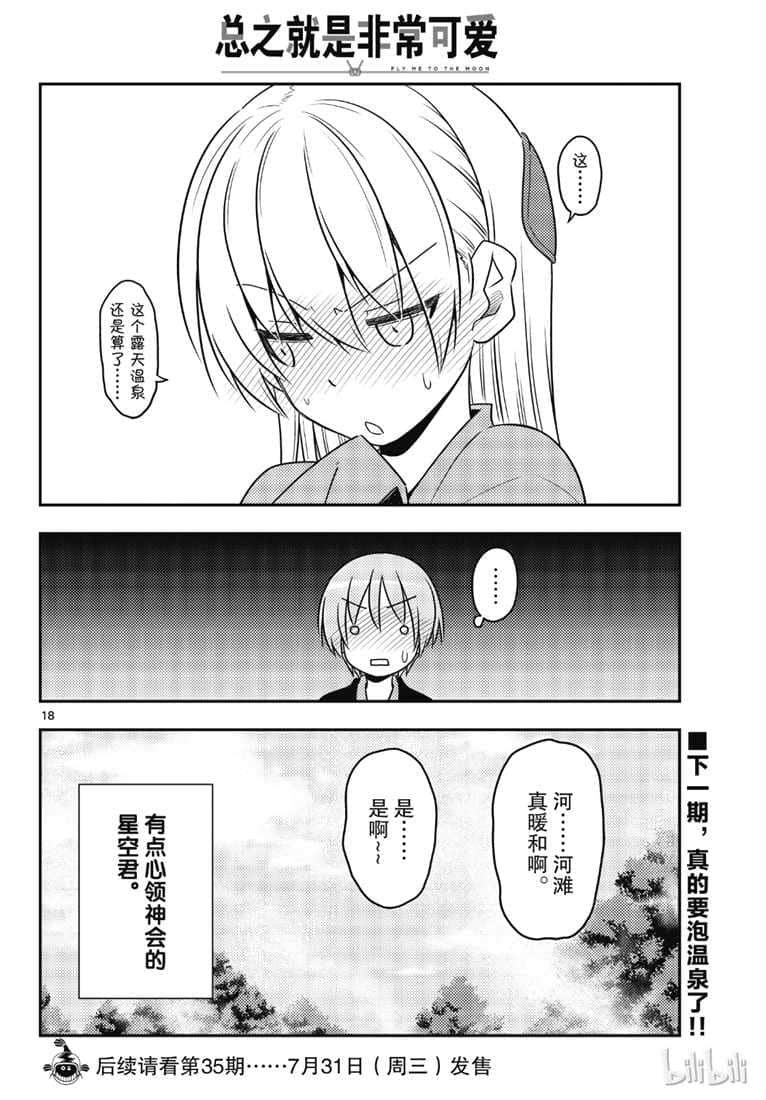 总之就是非常可爱
FLY ME TO THE MOON
这……
这个露天温泉
还是算了……
……
18
河……河滩
真暖和啊。
是……
是啊~~
有点心领神会的
星空君。
■下一期，真的要泡温泉了!!
后续请看第35期……7月31日（周三）发售
bilibili